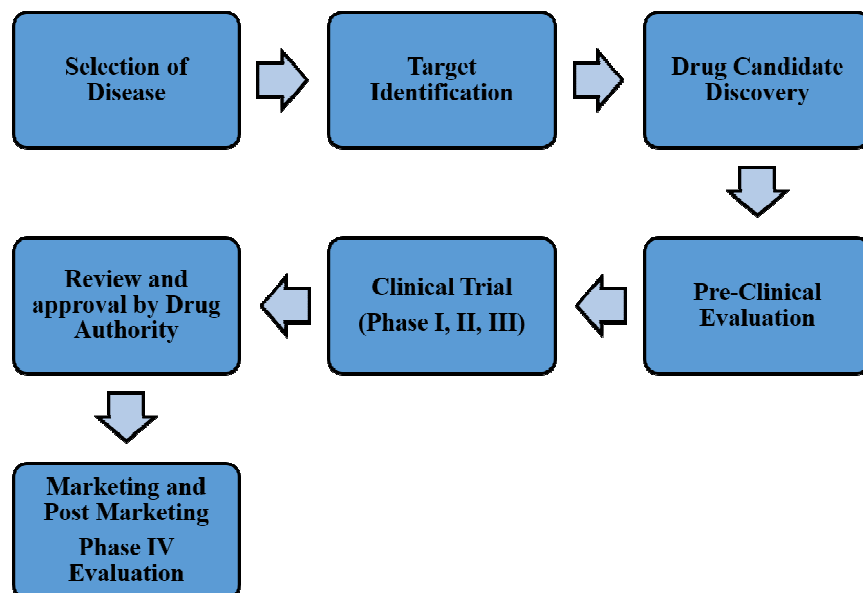 Selection of
Disease
Target
Identification
Drug Candidate
Discovery
Pre-Clinical
Evaluation
Clinical Trial
(Phase I, II, III)
Review and
approval by Drug
Authority
Marketing and
Post Marketing
Phase IV
Evaluation